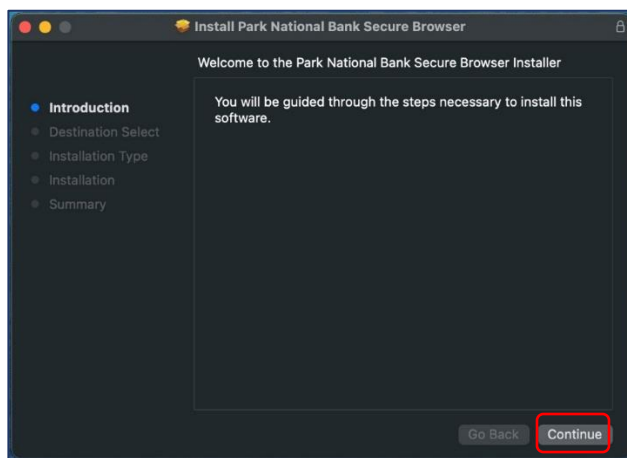 Install Park National Bank Secure Browser
Welcome to the Park National Bank Secure Browser Installer
Introduction
Destination Select
Installation Type
Installation
Summary
You will be guided through the steps necessary to install this
software.
Go Back
Continue